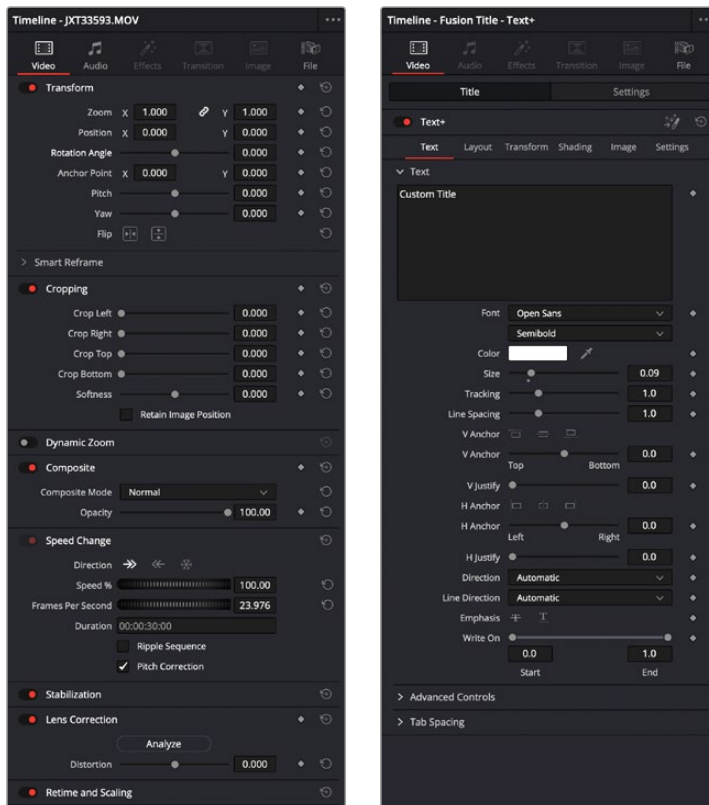 Timeline - JXT33593.MOV
Video Audio Effects Transition Image File
Transform
Zoom X 1.000 Y 1.000
Position X 0.000 Y 0.000
Rotation Angle 0.000
Anchor Point X 0.000 Y 0.000
Pitch 0.000
Yaw 0.000
Flip
> Smart Reframe
Cropping
Crop Left 0.000
Crop Right 0.000
Crop Top 0.000
Crop Bottom 0.000
Softness 0.000
Retain Image Position
Dynamic Zoom
Composite
Composite Mode Normal
Opacity 100.00
Speed Change
Direction
Speed % 100.00
Frames Per Second 23.976
Duration 00:00:30:00
Ripple Sequence
Pitch Correction
Stabilization
Lens Correction
Analyze
Distortion 0.000
Retime and Scaling
Timeline - Fusion Title - Text+
Video Audio Effects Transition Image File
Title Settings
Text+
Text Layout Transform Shading Image Settings
Text
Custom Title
Font Open Sans
Semibold
Color
Size 0.09
Tracking 1.0
Line Spacing 1.0
V Anchor
V Anchor 0.0
Top Bottom
V Justify 0.0
H Anchor
H Anchor 0.0
Left Right
H Justify 0.0
Direction Automatic
Line Direction Automatic
Emphasis
Write On
0.0 1.0
Start End
> Advanced Controls
> Tab Spacing